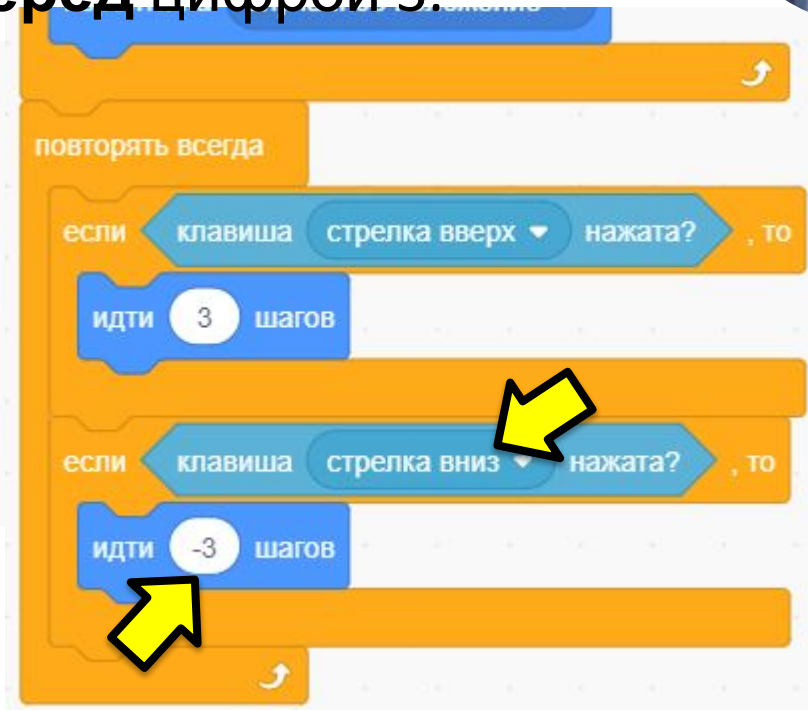 цифрой 3.
повторять всегда
если клавиша стрелка вверх нажата? , то
идти 3 шагов
если клавиша стрелка вниз нажата? , то
идти -3 шагов